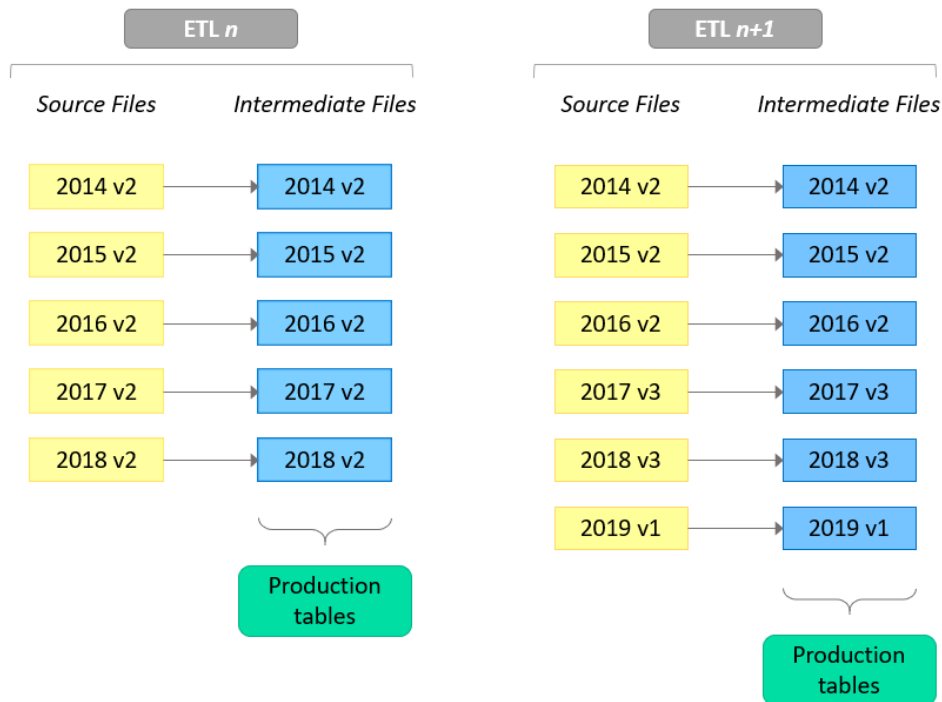 ETL n
Source Files
Intermediate Files
2014 v2
2014 v2
2015 v2
2015 v2
2016 v2
2016 v2
2017 v2
2017 v2
2018 v2
2018 v2
Production
tables
ETL n+1
Source Files
Intermediate Files
2014 v2
2014 v2
2015 v2
2015 v2
2016 v2
2016 v2
2017 v3
2017 v3
2018 v3
2018 v3
2019 v1
2019 v1
Production
tables